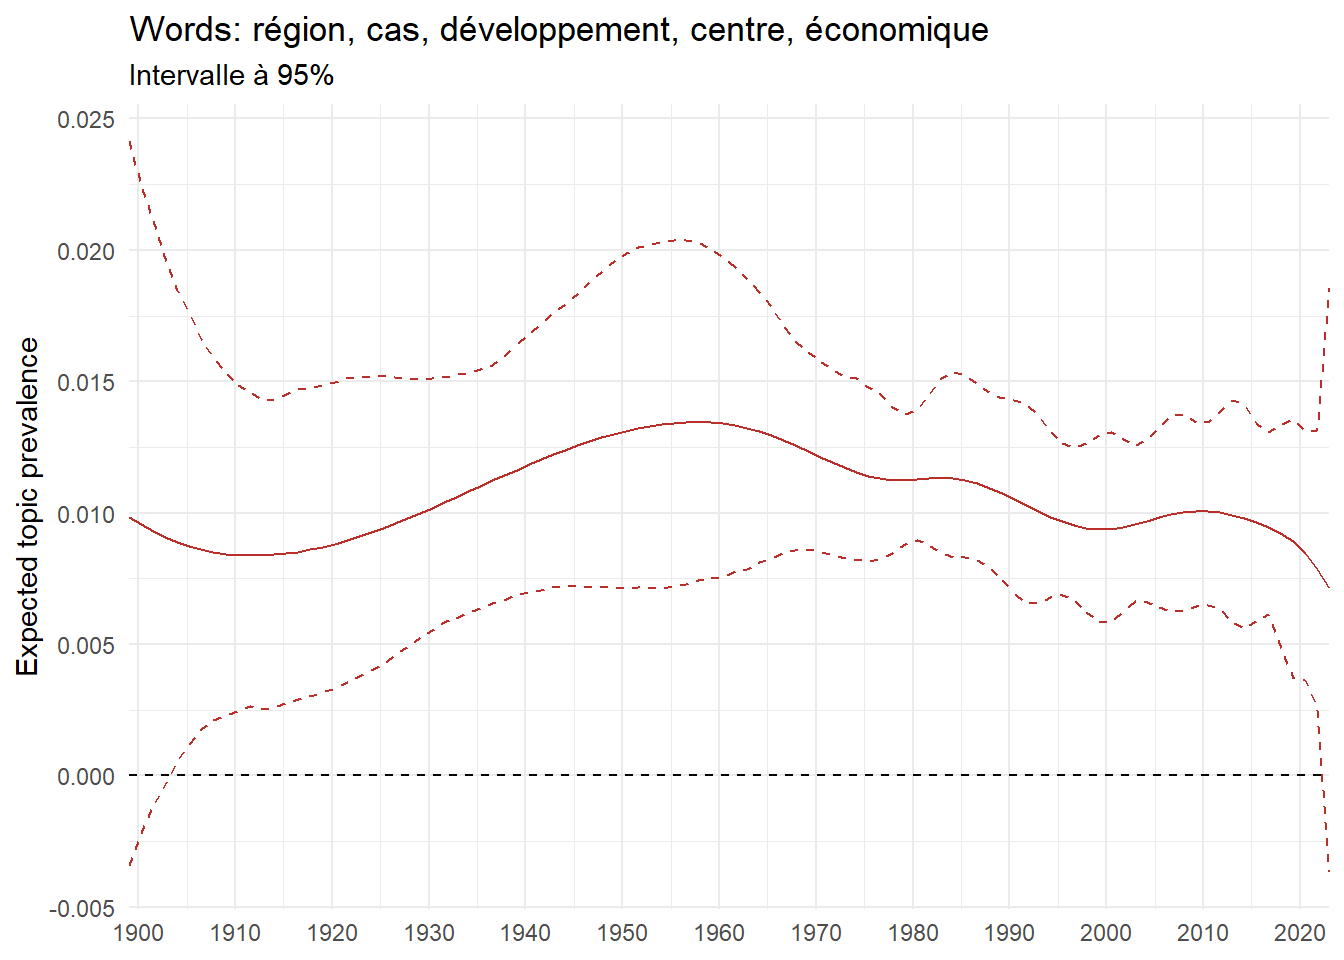 Words: région, cas, développement, centre, économique
Intervalle à 95%
Expected topic prevalence
0.025
0.020
0.015
0.010
0.005
0.000
-0.005
1900 1910 1920 1930 1940 1950 1960 1970 1980 1990 2000 2010 2020